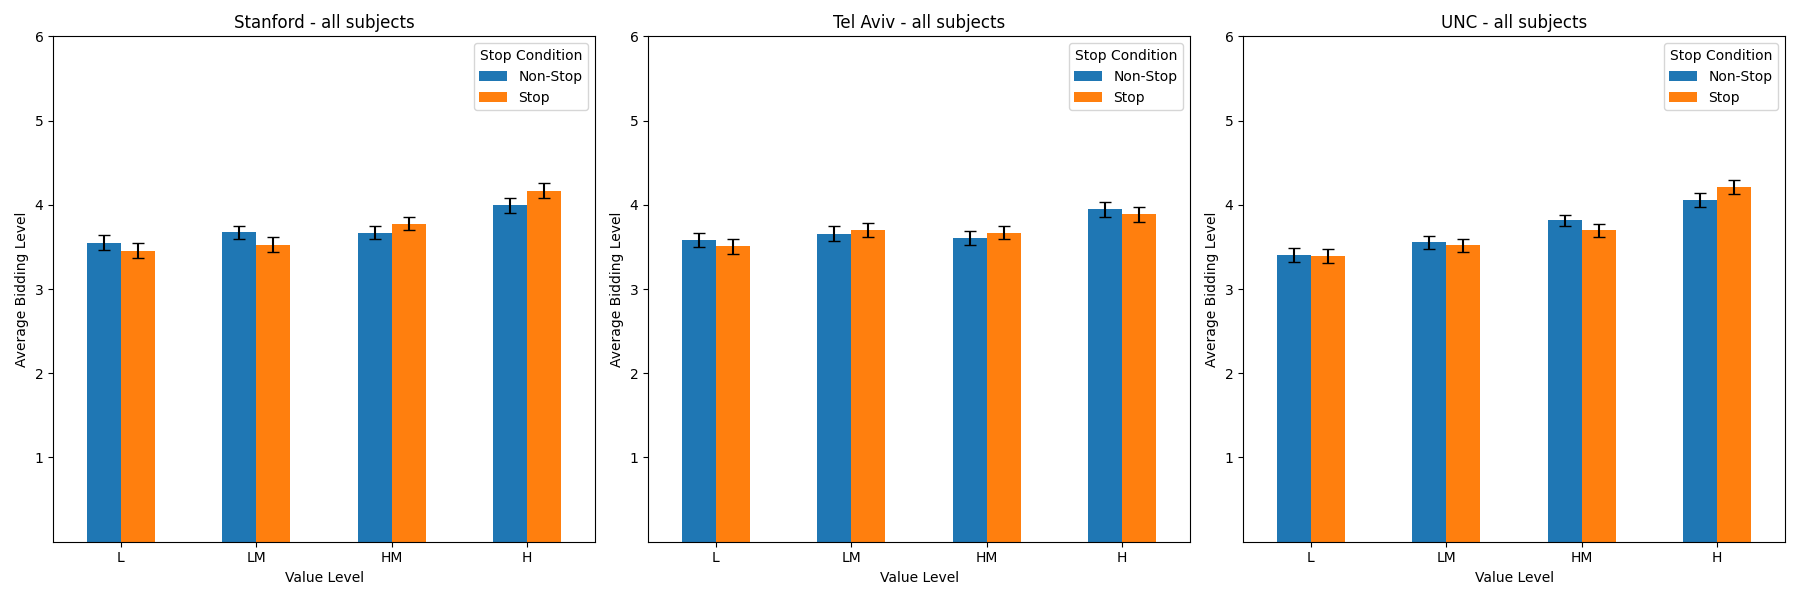 Stanford - all subjects
Average Bidding Level
6
5
4
3
2
1
Stop Condition
Non-Stop
Stop
L LM HM H
Value Level
Tel Aviv - all subjects
Average Bidding Level
6
5
4
3
2
1
Stop Condition
Non-Stop
Stop
L LM HM H
Value Level
UNC - all subjects
Average Bidding Level
6
5
4
3
2
1
Stop Condition
Non-Stop
Stop
L LM HM H
Value Level